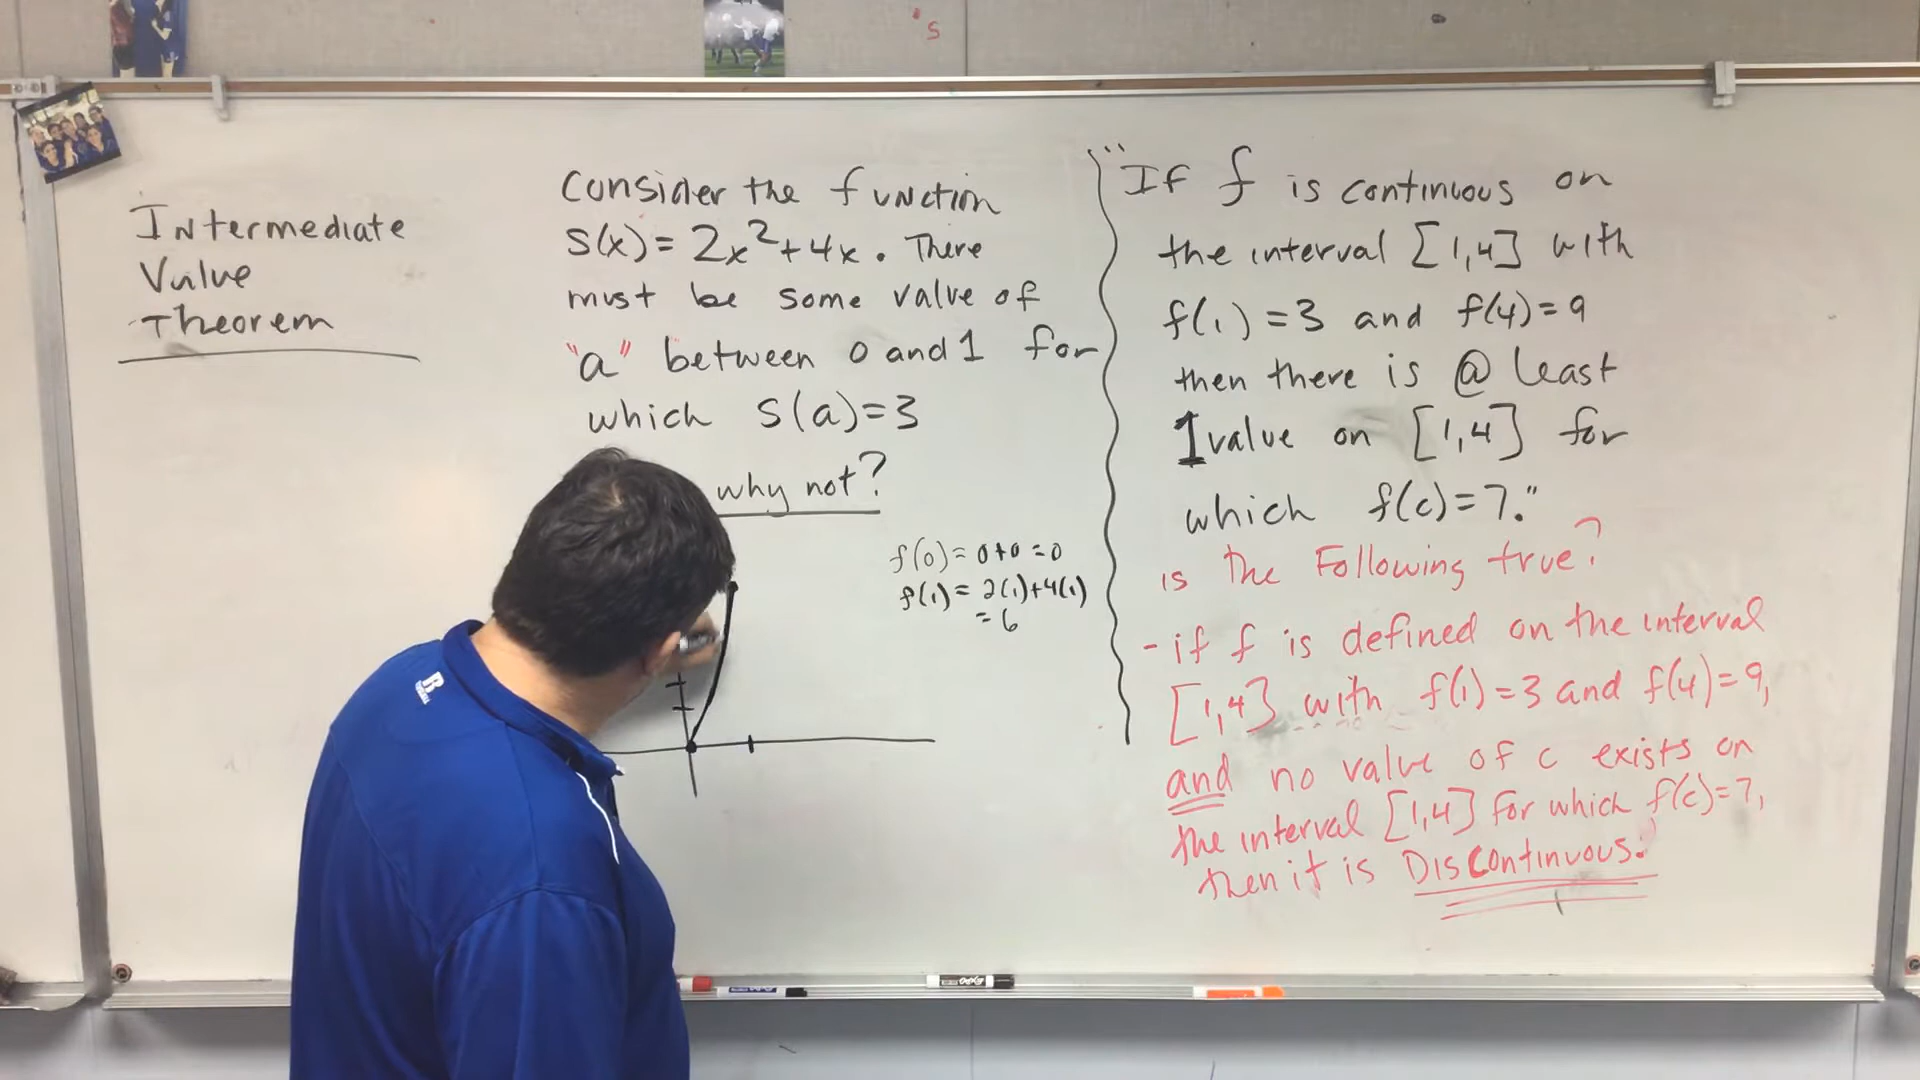 's
Intermediate
Value
Theorem
Consider the function
S(x) = 2x²+4x. There
must be some value of
"a" between 0 and 1 for
which S(a)=3
why not?
f(0) = 0+0 = 0
f(1) = 2(1)+4(1)
= 6
"If f is continuous on
the interval [1,4] with
f(1) = 3 and f(4)=9
then there is @ least
1 value on [1,4] for
which f(c)=7."
is the Following true?
- if f is defined on the interval
[1,4] with f(1)=3 and f(4)=9,
and no value of c exists on
the interval [1,4] for which f(c)=7,
then it is DISCONTINUOUS.
R
EXPO